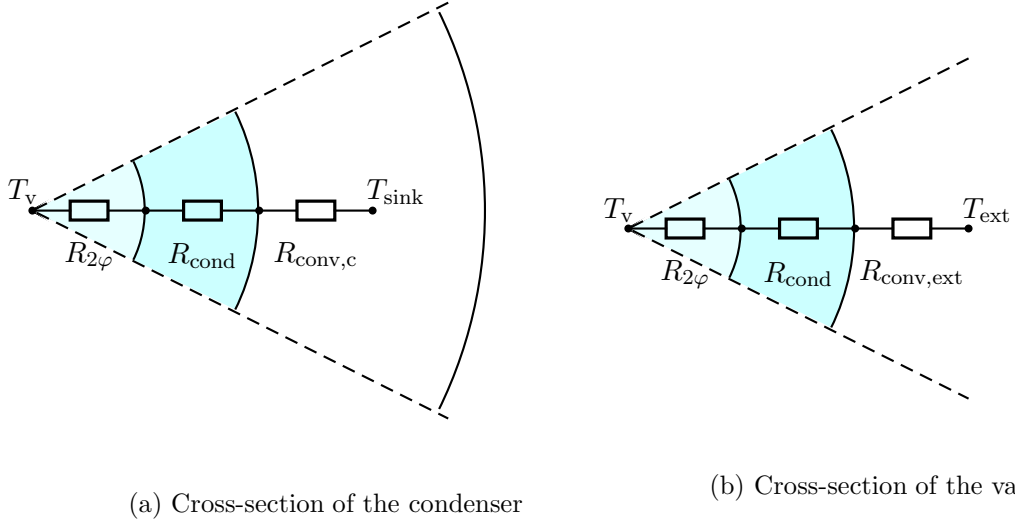 T_v
T_sink
R_2φ
R_cond
R_conv,c
(a) Cross-section of the condenser
T_v
T_ext
R_2φ
R_cond
R_conv,ext
(b) Cross-section of the va